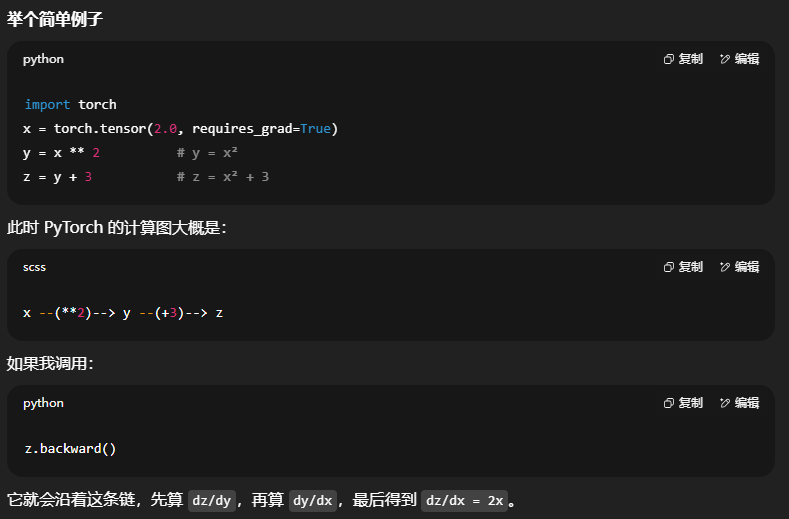 举个简单例子
python
复制 编辑
import torch
x = torch.tensor(2.0, requires_grad=True)
y = x ** 2 # y = x²
z = y + 3 # z = x² + 3
此时 PyTorch 的计算图大概是：
scss
复制 编辑
x --(**2)--> y --(+3)--> z
如果我调用：
python
复制 编辑
z.backward()
它就会沿着这条链，先算 dz/dy，再算 dy/dx，最后得到 dz/dx = 2x。